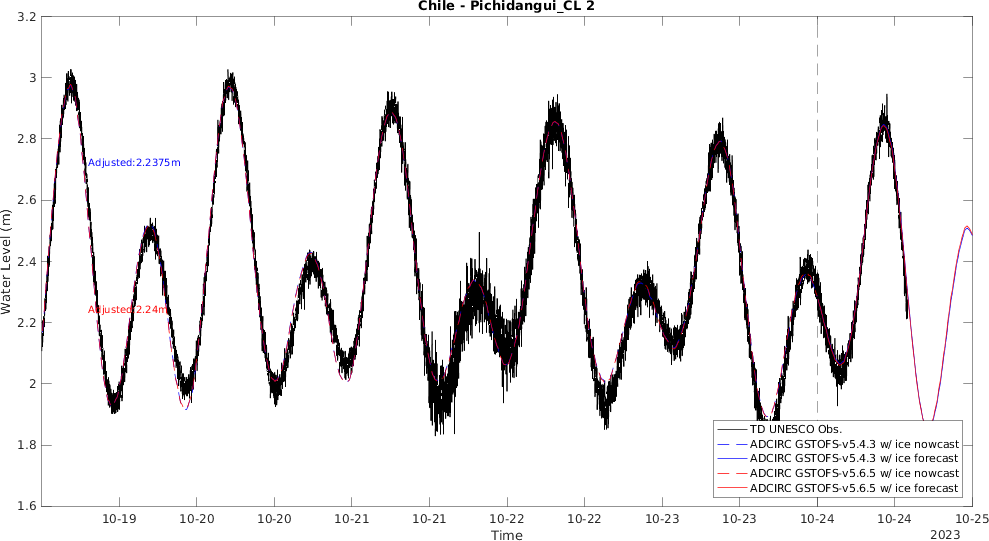 Chile - Pichidangui_CL 2
3.2
3
2.8
2.6
2.4
2.2
2
1.8
1.6
Water Level (m)
Adjusted:2.2375m
Adjusted:2.24m
TD UNESCO Obs.
ADCIRC GSTOFS-v5.4.3 w/ ice nowcast
ADCIRC GSTOFS-v5.4.3 w/ ice forecast
ADCIRC GSTOFS-v5.6.5 w/ ice nowcast
ADCIRC GSTOFS-v5.6.5 w/ ice forecast
10-19 10-20 10-20 10-21 10-21 10-22 10-22 10-23 10-23 10-24 10-24 10-25
Time
2023